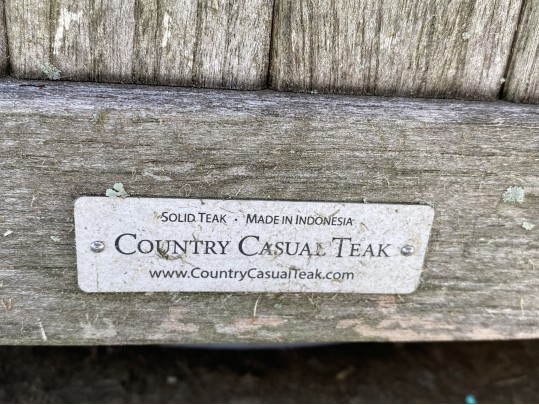 SOLID TEAK · MADE IN INDONESIA
COUNTRY CASUAL TEAK
www.CountryCasualTeak.com